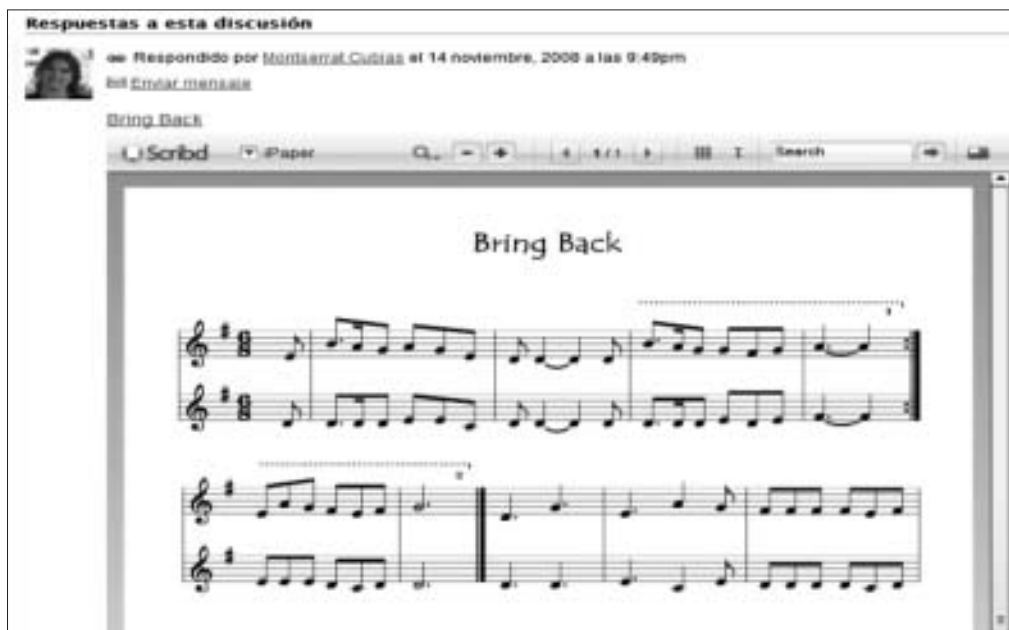 Respuestas a esta discusión
Respondido por Montserrat Cubias el 14 noviembre, 2008 a las 9:49pm
Enviar mensaje
Bring Back
Scribd iPaper 1 / 1 Search
Bring Back